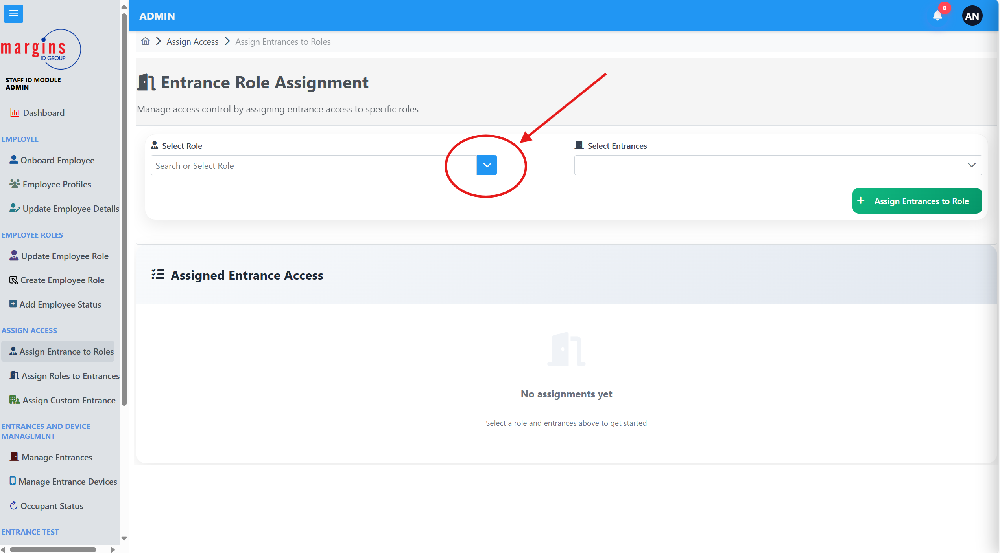 ADMIN
0
AN
margins
ID GROUP
STAFF ID MODULE
ADMIN
Dashboard
EMPLOYEE
Onboard Employee
Employee Profiles
Update Employee Details
EMPLOYEE ROLES
Update Employee Role
Create Employee Role
Add Employee Status
ASSIGN ACCESS
Assign Entrance to Roles
Assign Roles to Entrances
Assign Custom Entrance
ENTRANCES AND DEVICE
MANAGEMENT
Manage Entrances
Manage Entrance Devices
Occupant Status
ENTRANCE TEST
Assign Access
Assign Entrances to Roles
Entrance Role Assignment
Manage access control by assigning entrance access to specific roles
Select Role
Search or Select Role
Select Entrances
+ Assign Entrances to Role
Assigned Entrance Access
No assignments yet
Select a role and entrances above to get started